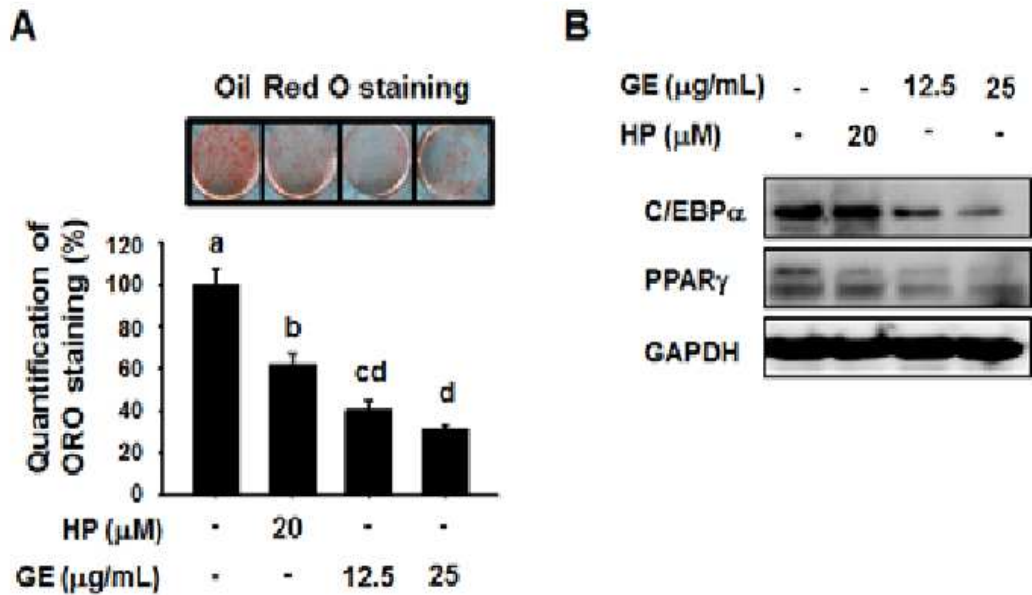 A
Oil Red O staining
Quantification of
ORO staining (%)
120
100
80
60
40
20
0
a
b
cd
d
HP (μM) - 20 - -
GE (μg/mL) - - 12.5 25
B
GE (μg/mL) - - 12.5 25
HP (μM) - 20 - -
C/EBPα
PPARγ
GAPDH